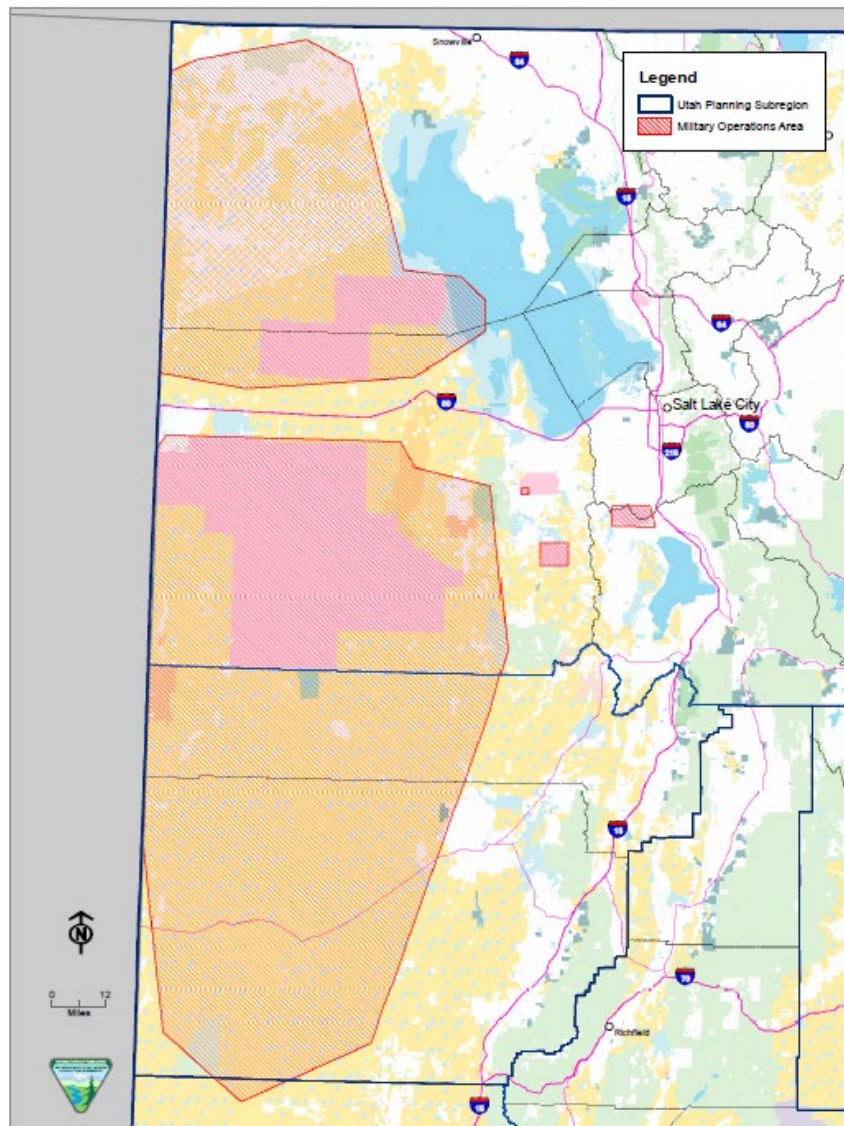 Snowville
84
Legend
Utah Planning Subregion
Military Operations Area
15
84
80
Salt Lake City
80
215
15
N
0 12
Miles
70
Richfield
15